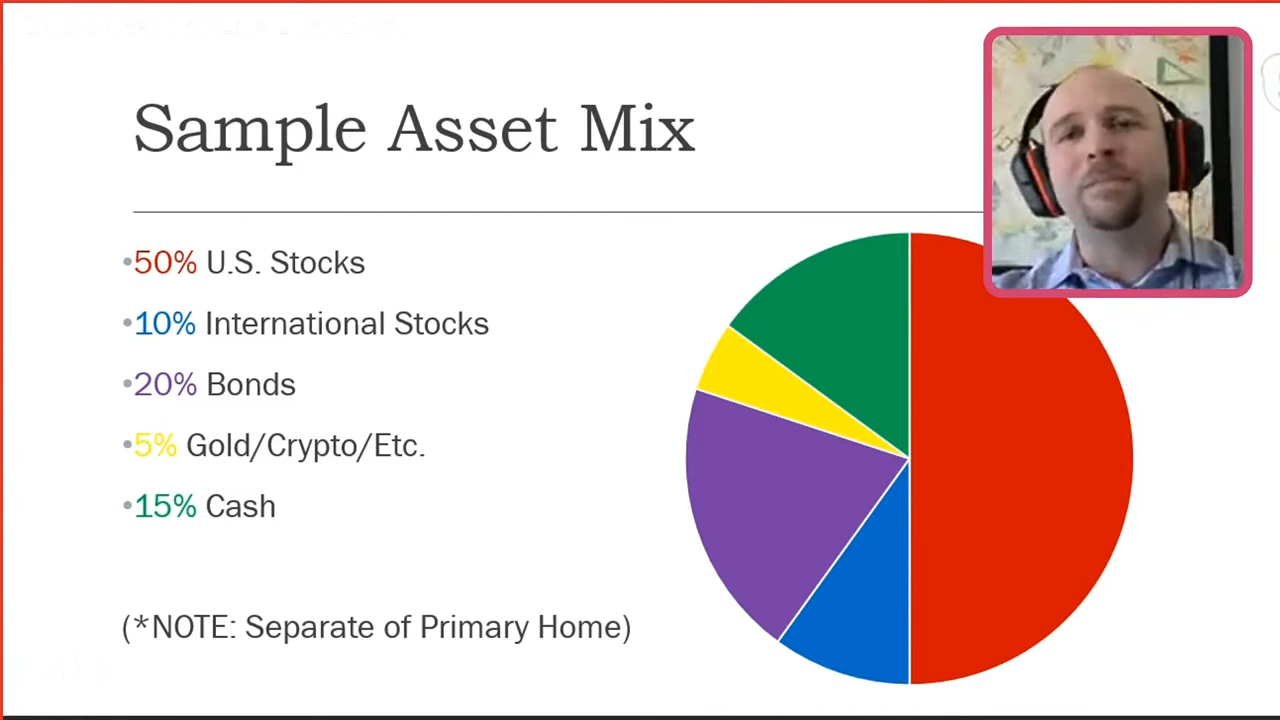 Sample Asset Mix
•50% U.S. Stocks
•10% International Stocks
•20% Bonds
•5% Gold/Crypto/Etc.
•15% Cash
(*NOTE: Separate of Primary Home)